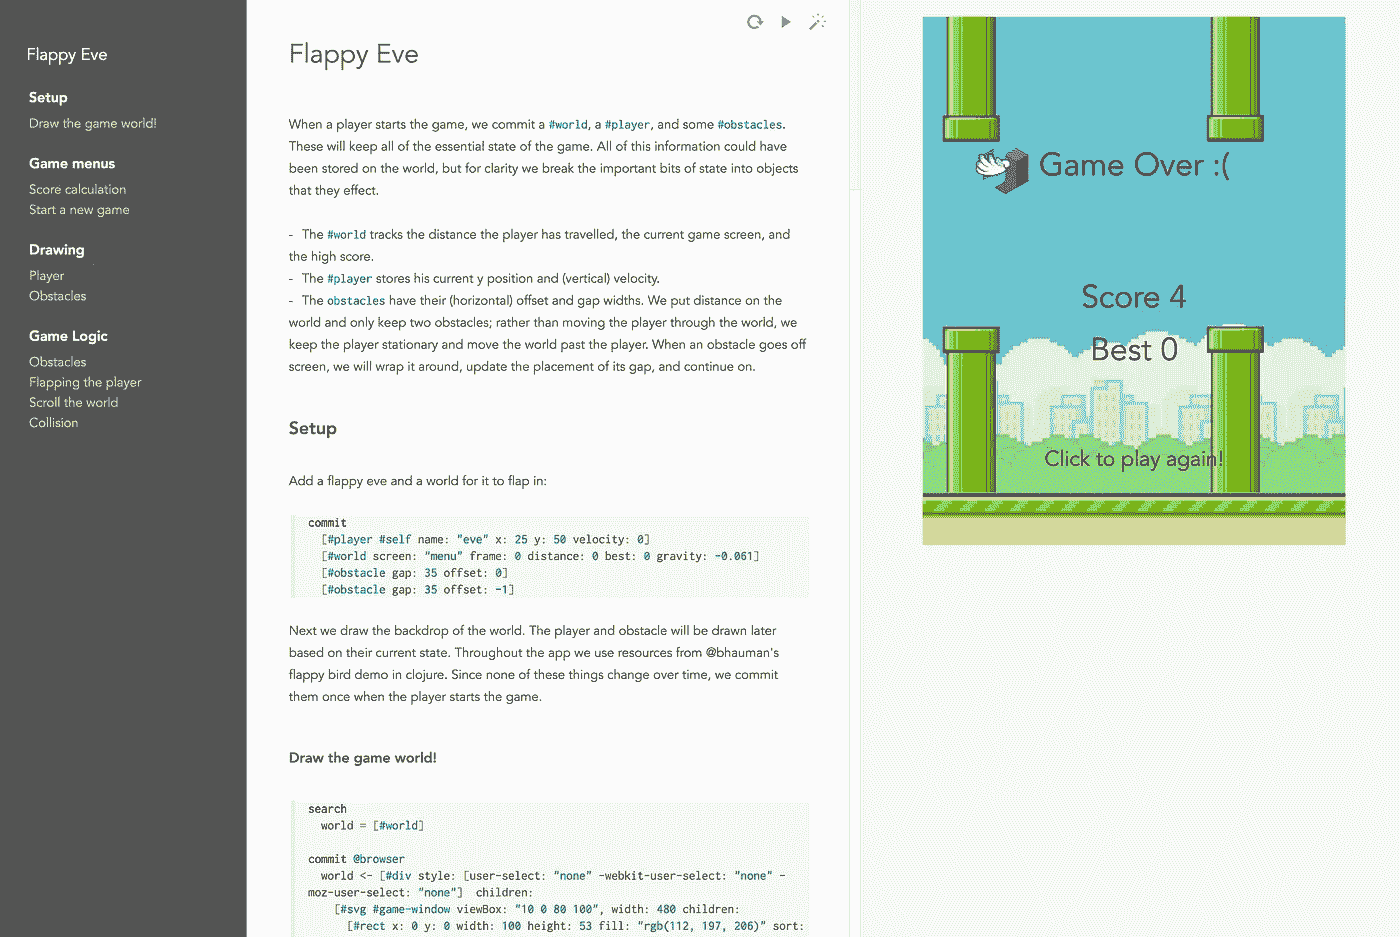 Flappy Eve
Setup
Draw the game world!
Game menus
Score calculation
Start a new game
Drawing
Player
Obstacles
Game Logic
Obstacles
Flapping the player
Scroll the world
Collision
Flappy Eve
When a player starts the game, we commit a #world, a #player, and some #obstacles.
These will keep all of the essential state of the game. All of this information could have
been stored on the world, but for clarity we break the important bits of state into objects
that they effect.
- The #world tracks the distance the player has travelled, the current game screen, and
the high score.
- The #player stores his current y position and (vertical) velocity.
- The obstacles have their (horizontal) offset and gap widths. We put distance on the
world and only keep two obstacles; rather than moving the player through the world, we
keep the player stationary and move the world past the player. When an obstacle goes off
screen, we will wrap it around, update the placement of its gap, and continue on.
Setup
Add a flappy eve and a world for it to flap in:
commit
[#player #self name: "eve" x: 25 y: 50 velocity: 0]
[#world screen: "menu" frame: 0 distance: 0 best: 0 gravity: -0.061]
[#obstacle gap: 35 offset: 0]
[#obstacle gap: 35 offset: -1]
Next we draw the backdrop of the world. The player and obstacle will be drawn later
based on their current state. Throughout the app we use resources from @bhauman's
flappy bird demo in clojure. Since none of these things change over time, we commit
them once when the player starts the game.
Draw the game world!
search
world = [#world]
commit @browser
world <- [#div style: [user-select: "none" -webkit-user-select: "none" -
moz-user-select: "none"] children:
[#svg #game-window viewBox: "10 0 80 100", width: 480 children:
[#rect x: 0 y: 0 width: 100 height: 53 fill: "rgb(112, 197, 206)" sort:
Game Over :(
Score 4
Best 0
Click to play again!